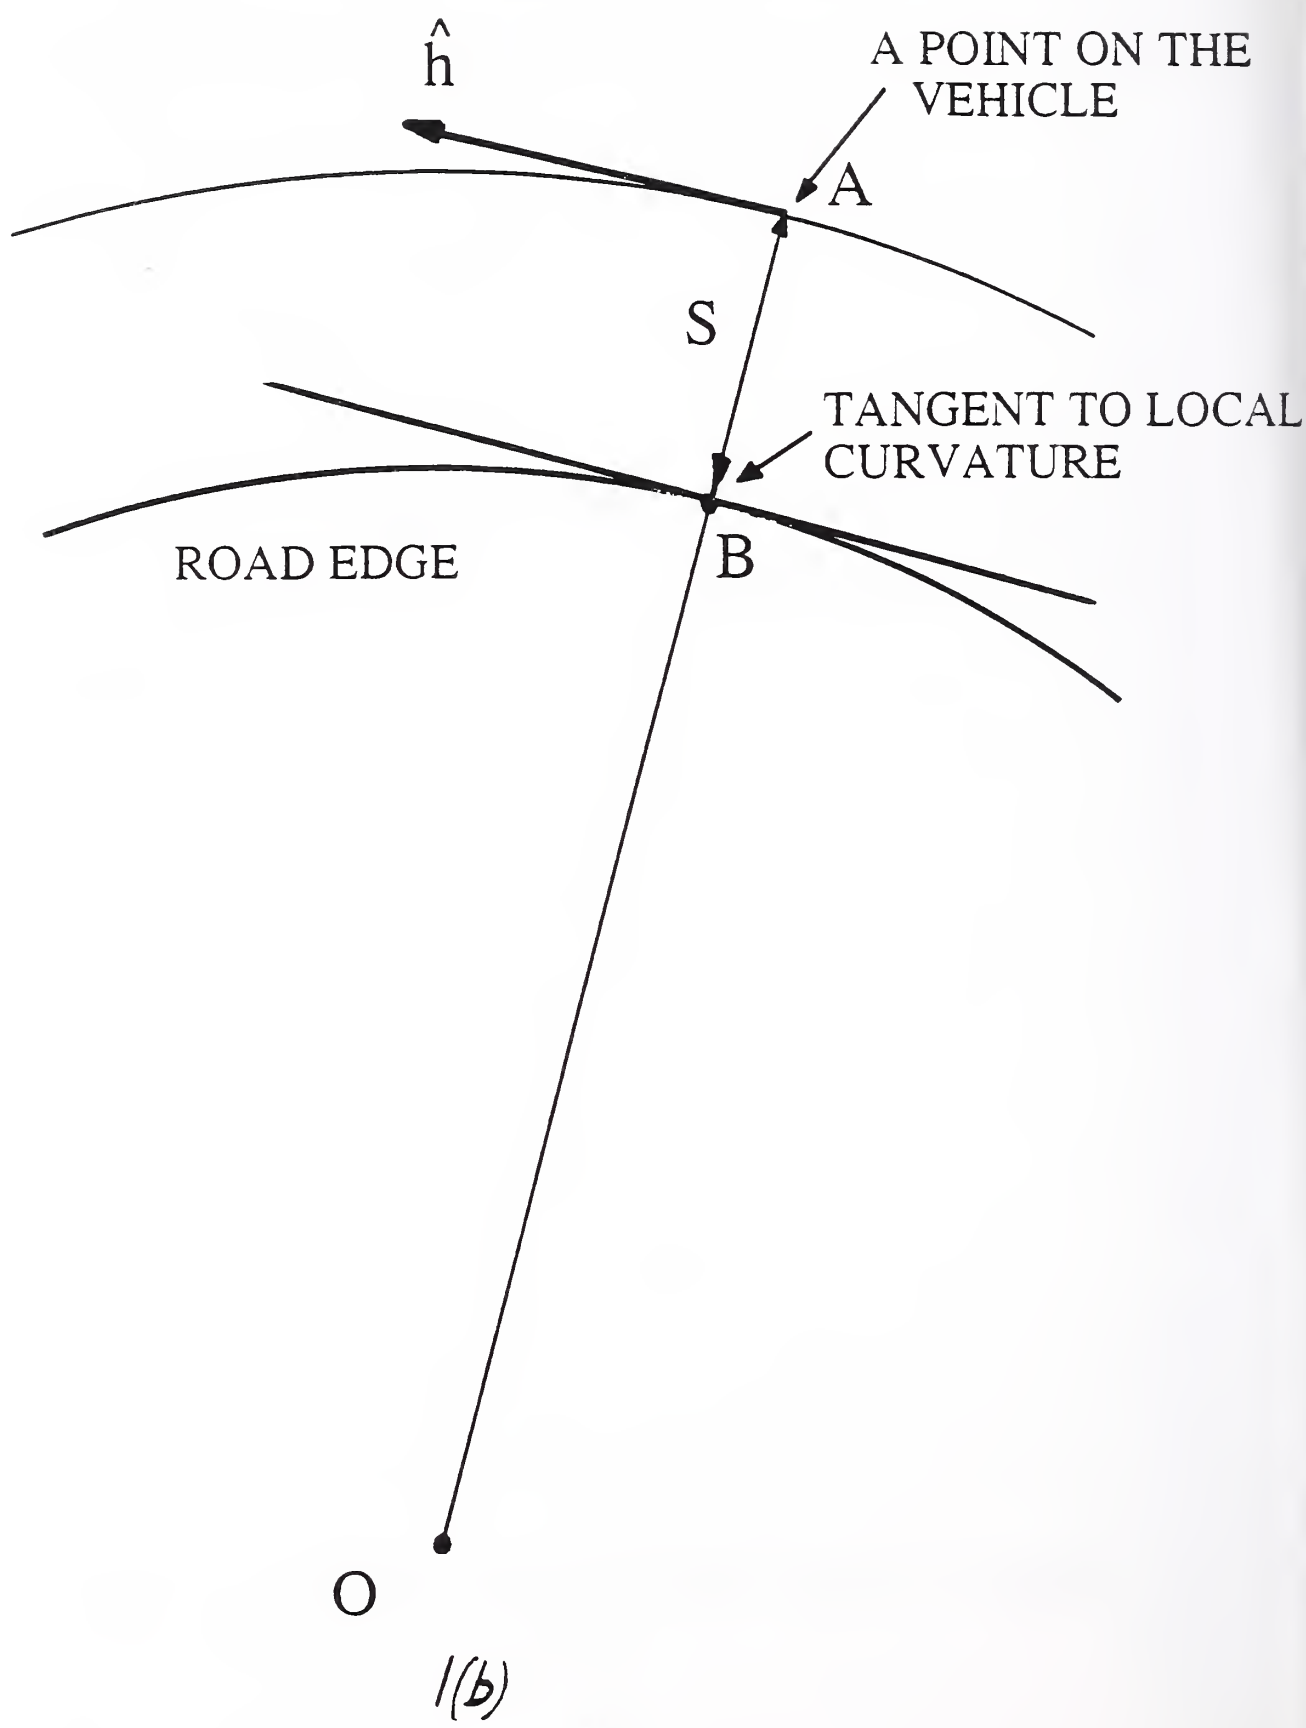 ĥ
A POINT ON THE
VEHICLE
A
S
TANGENT TO LOCAL
CURVATURE
B
ROAD EDGE
O
1(b)